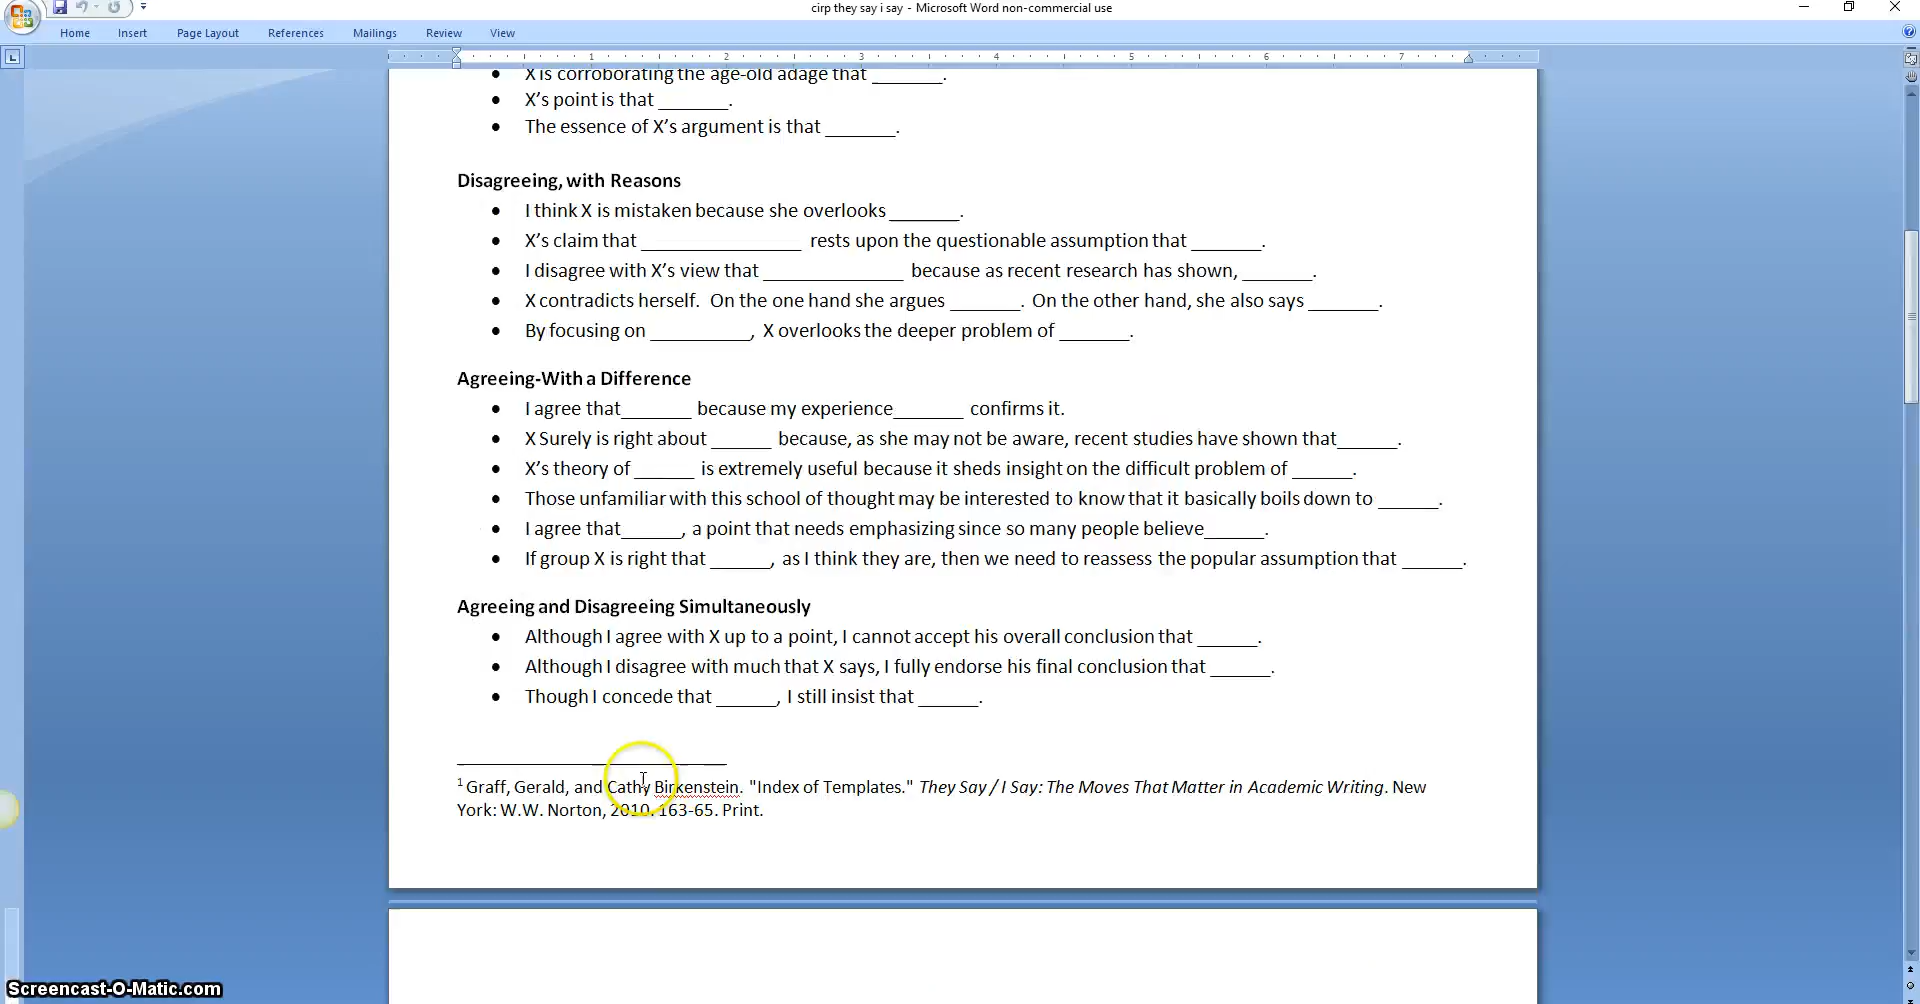 cirp they say i say - Microsoft Word non-commercial use
Home Insert Page Layout References Mailings Review View
1 2 3 4 5 6 7
• X is corroborating the age-old adage that _______.
• X’s point is that _______.
• The essence of X’s argument is that _______.
Disagreeing, with Reasons
• I think X is mistaken because she overlooks _______.
• X’s claim that ________________ rests upon the questionable assumption that _______.
• I disagree with X’s view that ______________ because as recent research has shown, _______.
• X contradicts herself. On the one hand she argues _______. On the other hand, she also says _______.
• By focusing on __________, X overlooks the deeper problem of _______.
Agreeing-With a Difference
• I agree that_______ because my experience_______ confirms it.
• X Surely is right about ______ because, as she may not be aware, recent studies have shown that______.
• X’s theory of ______ is extremely useful because it sheds insight on the difficult problem of ______.
• Those unfamiliar with this school of thought may be interested to know that it basically boils down to ______.
• I agree that______, a point that needs emphasizing since so many people believe______.
• If group X is right that ______, as I think they are, then we need to reassess the popular assumption that ______.
Agreeing and Disagreeing Simultaneously
• Although I agree with X up to a point, I cannot accept his overall conclusion that ______.
• Although I disagree with much that X says, I fully endorse his final conclusion that ______.
• Though I concede that ______, I still insist that ______.
1 Graff, Gerald, and Cathy Birkenstein. "Index of Templates." They Say / I Say: The Moves That Matter in Academic Writing. New
York: W.W. Norton, 2010. 163-65. Print.
Screencast-O-Matic.com